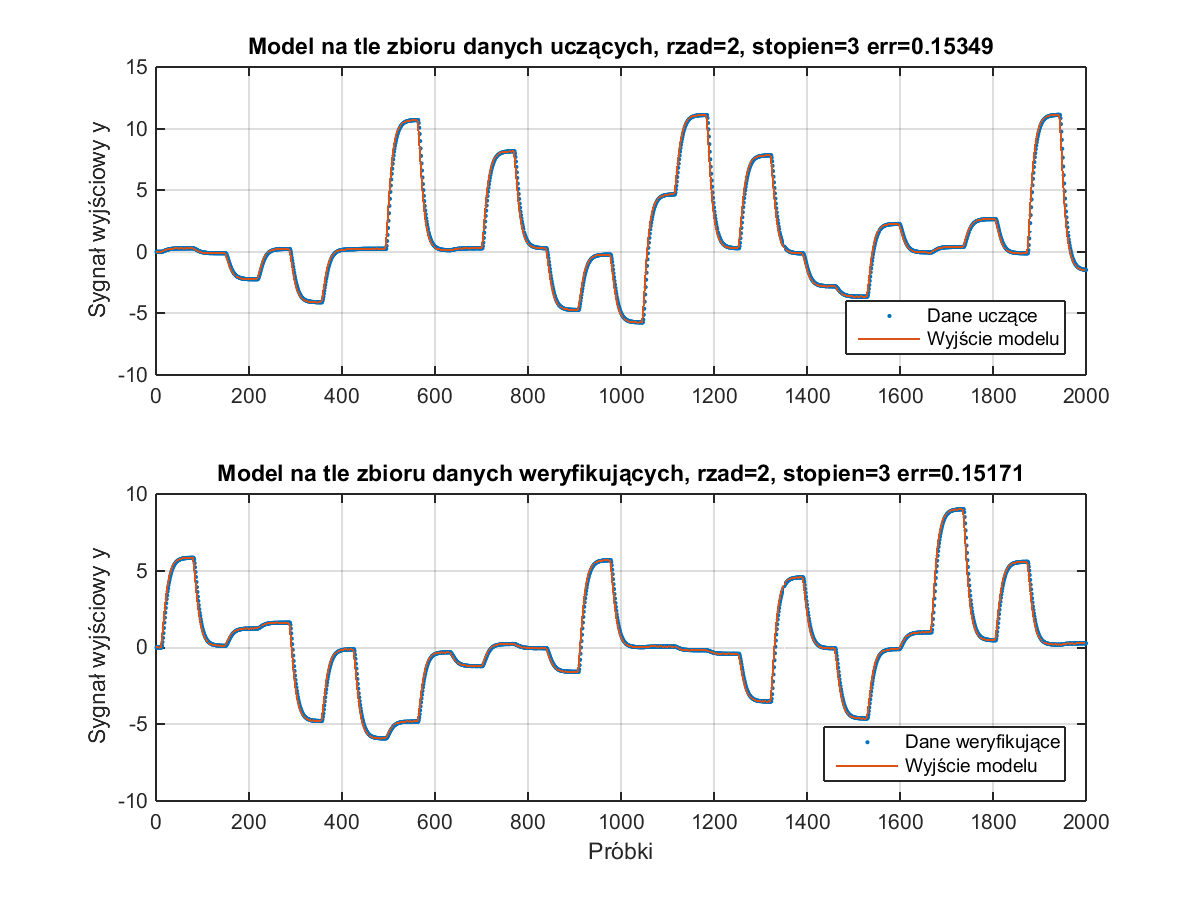 Model na tle zbioru danych uczących, rzad=2, stopien=3 err=0.15349
Sygnał wyjściowy y
15
10
5
0
-5
-10
0 200 400 600 800 1000 1200 1400 1600 1800 2000
Dane uczące
Wyjście modelu
Model na tle zbioru danych weryfikujących, rzad=2, stopien=3 err=0.15171
Sygnał wyjściowy y
10
5
0
-5
-10
0 200 400 600 800 1000 1200 1400 1600 1800 2000
Dane weryfikujące
Wyjście modelu
Próbki